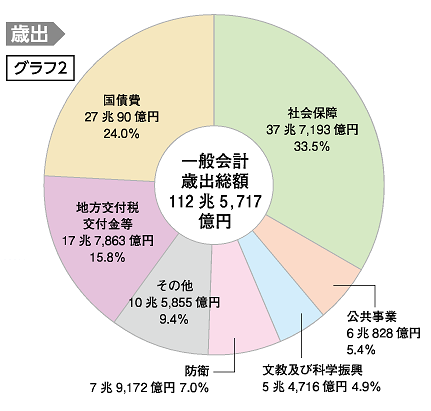 歳出
グラフ2
国債費
27 兆 90 億円
24.0%
社会保障
37 兆 7,193 億円
33.5%
一般会計
歳出総額
112 兆 5,717
億円
地方交付税
交付金等
17 兆 7,863 億円
15.8%
その他
10 兆 5,855 億円
9.4%
公共事業
6 兆 828 億円
5.4%
防衛
7 兆 9,172 億円 7.0%
文教及び科学振興
5 兆 4,716 億円 4.9%